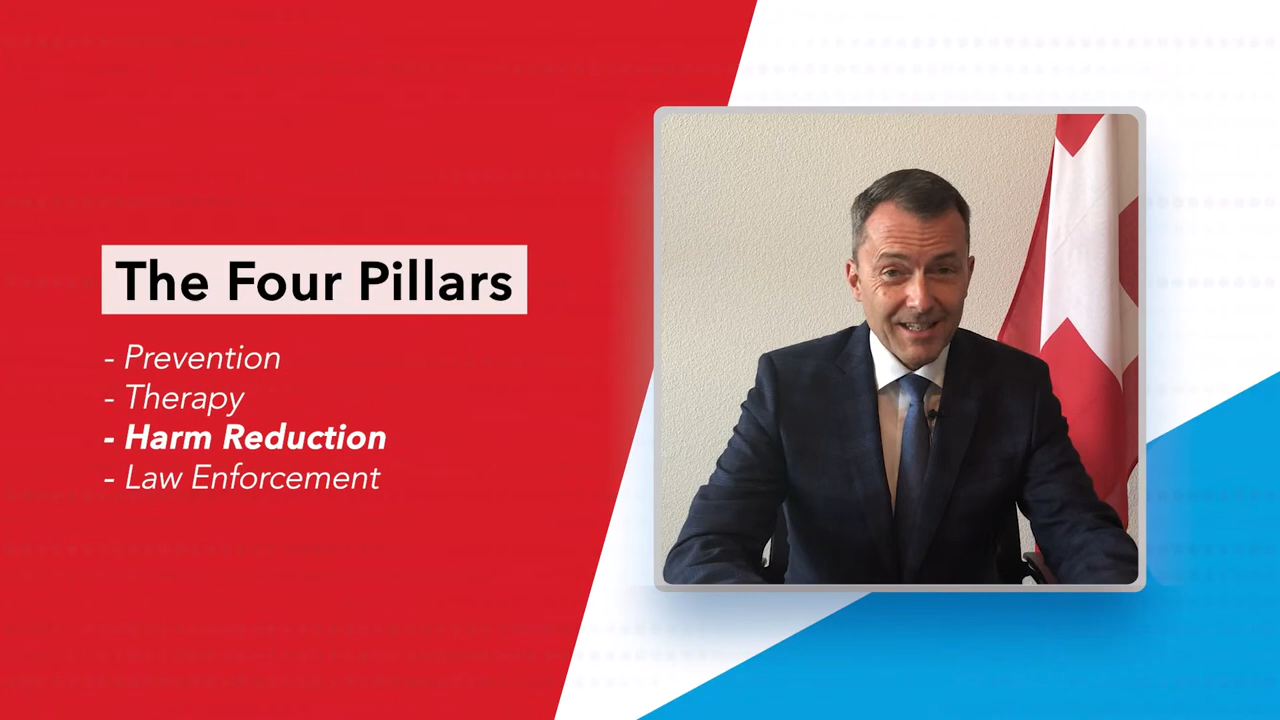 The Four Pillars
- Prevention
- Therapy
- Harm Reduction
- Law Enforcement